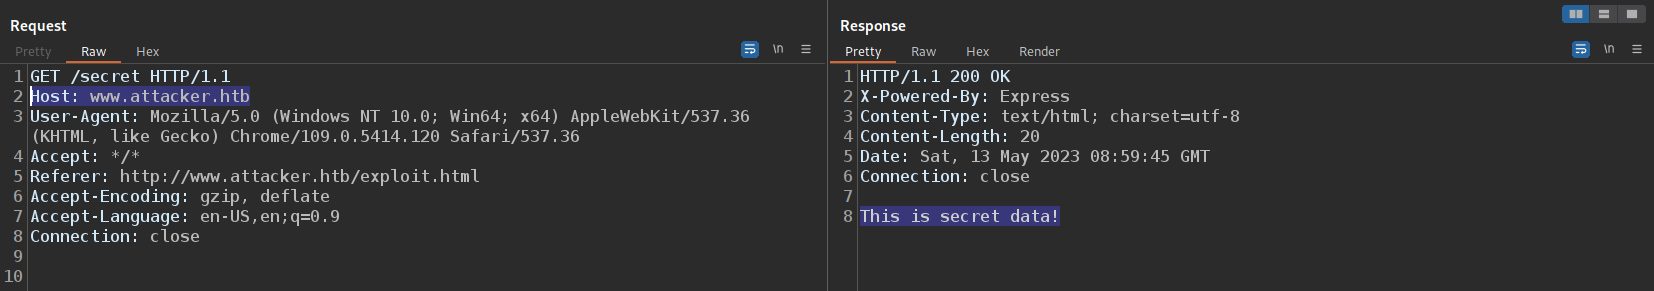 Request
Pretty Raw Hex
\n
1 GET /secret HTTP/1.1
2 Host: www.attacker.htb
3 User-Agent: Mozilla/5.0 (Windows NT 10.0; Win64; x64) AppleWebKit/537.36
(KHTML, like Gecko) Chrome/109.0.5414.120 Safari/537.36
4 Accept: */*
5 Referer: http://www.attacker.htb/exploit.html
6 Accept-Encoding: gzip, deflate
7 Accept-Language: en-US,en;q=0.9
8 Connection: close
9
10
Response
Pretty Raw Hex Render
\n
1 HTTP/1.1 200 OK
2 X-Powered-By: Express
3 Content-Type: text/html; charset=utf-8
4 Content-Length: 20
5 Date: Sat, 13 May 2023 08:59:45 GMT
6 Connection: close
7
8 This is secret data!